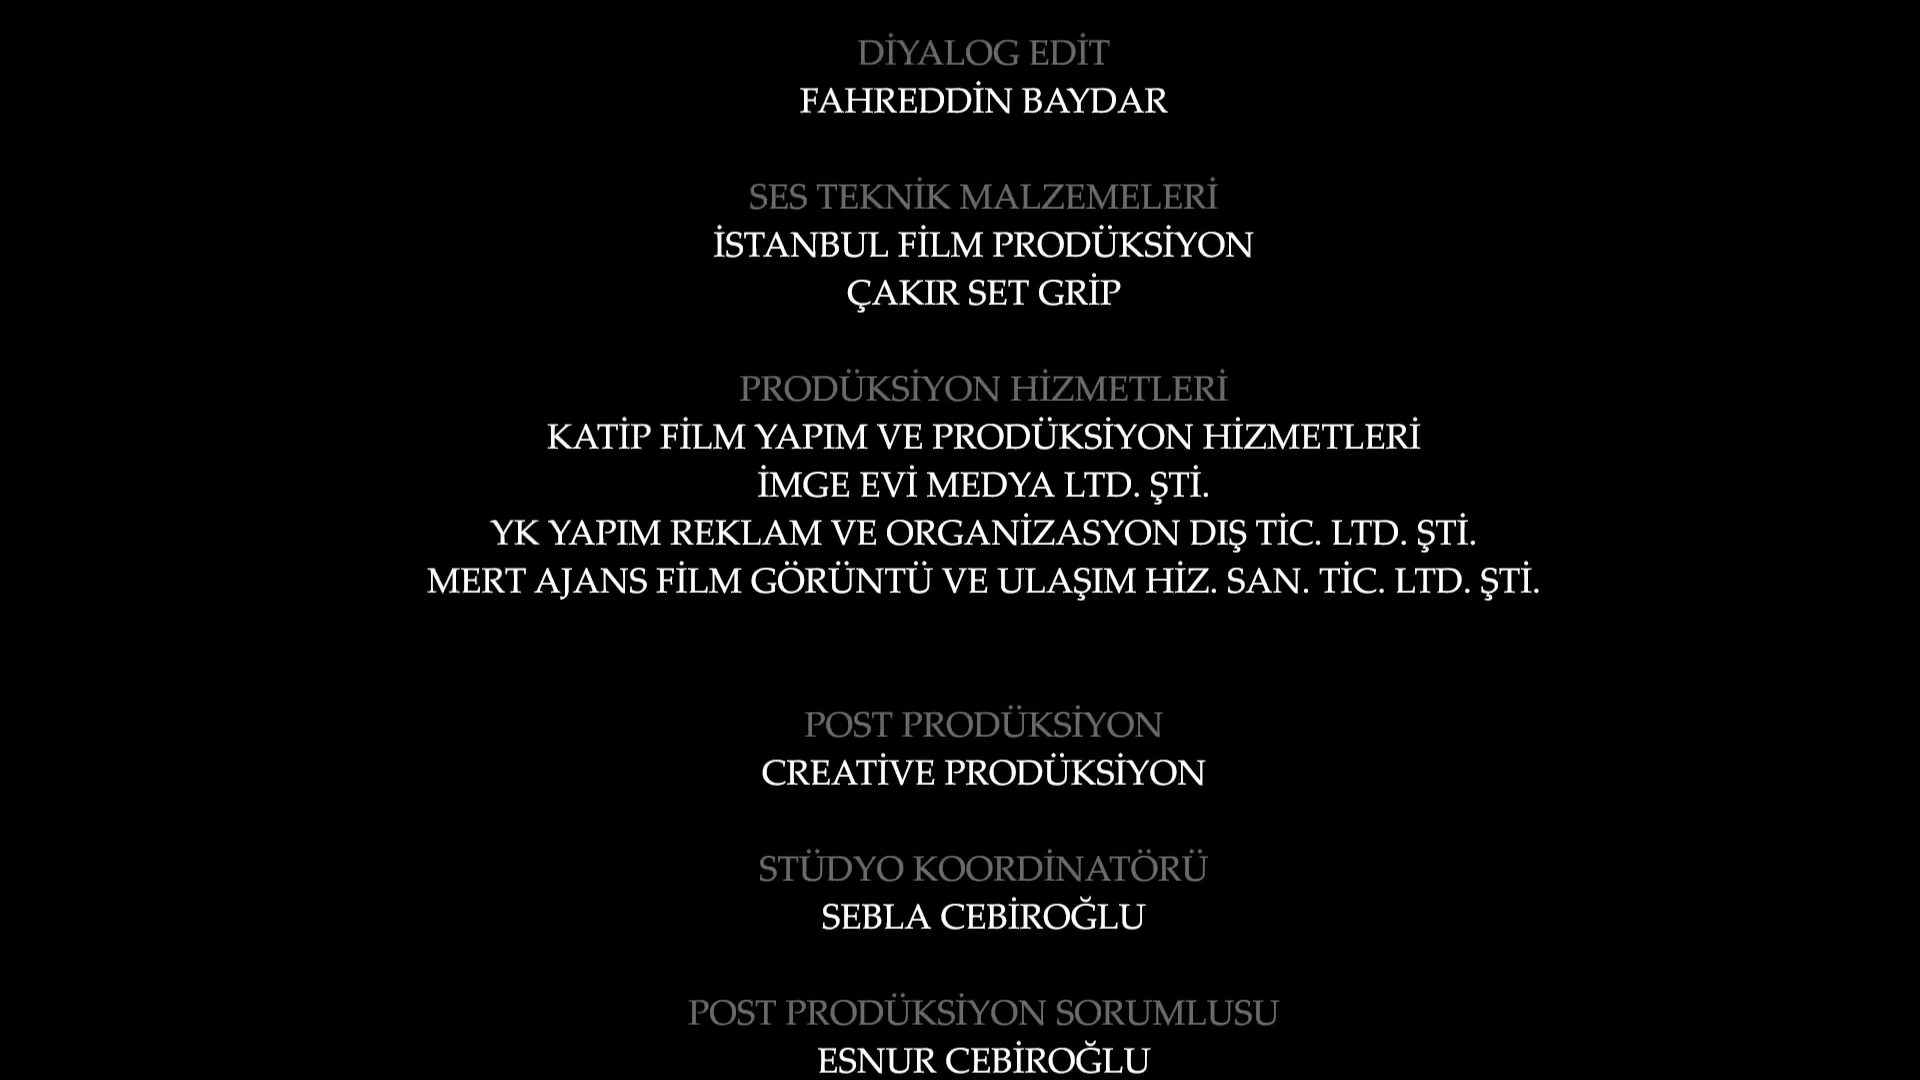 DİYALOG EDİT
FAHREDDİN BAYDAR
SES TEKNİK MALZEMELERİ
İSTANBUL FİLM PRODÜKSİYON
ÇAKIR SET GRİP
PRODÜKSİYON HİZMETLERİ
KATİP FİLM YAPIM VE PRODÜKSİYON HİZMETLERİ
İMGE EVİ MEDYA LTD. ŞTİ.
YK YAPIM REKLAM VE ORGANİZASYON DIŞ TİC. LTD. ŞTİ.
MERT AJANS FİLM GÖRÜNTÜ VE ULAŞIM HİZ. SAN. TİC. LTD. ŞTİ.
POST PRODÜKSİYON
CREATİVE PRODÜKSİYON
STÜDYO KOORDİNATÖRÜ
SEBLA CEBİROĞLU
POST PRODÜKSİYON SORUMLUSU
ESNUR CEBİROĞLU